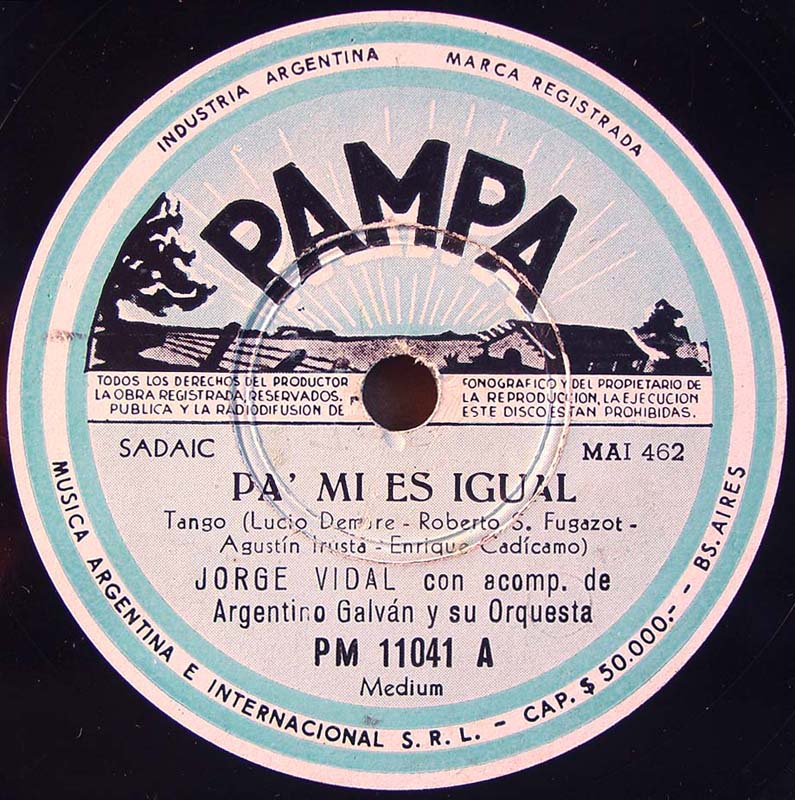 INDUSTRIA ARGENTINA MARCA REGISTRADA
PAMPA
TODOS LOS DERECHOS DEL PRODUCTOR FONOGRAFICO Y DEL PROPIETARIO DE
LA OBRA REGISTRADA RESERVADOS. LA REPRODUCCION, LA EJECUCION
PUBLICA Y LA RADIODIFUSION DE ESTE DISCO ESTAN PROHIBIDAS.
SADAIC MAI 462
PA' MI ES IGUAL
Tango (Lucio Demare - Roberto S. Fugazot -
Agustín Irusta - Enrique Cadícamo)
JORGE VIDAL con acomp. de
Argentino Galván y su Orquesta
PM 11041 A
Medium
MUSICA ARGENTINA E INTERNACIONAL S. R. L. - CAP. $ 50.000.- - BS. AIRES